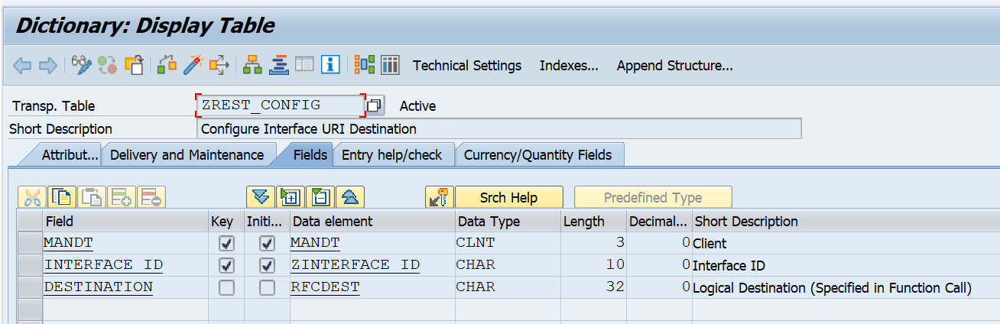 Dictionary: Display Table
Technical Settings Indexes... Append Structure...
Transp. Table ZREST_CONFIG Active
Short Description Configure Interface URI Destination
Attribut... Delivery and Maintenance Fields Entry help/check Currency/Quantity Fields
Srch Help Predefined Type
Field Key Initi... Data element Data Type Length Decimal... Short Description
MANDT MANDT CLNT 3 0 Client
INTERFACE_ID ZINTERFACE_ID CHAR 10 0 Interface ID
DESTINATION RFCDEST CHAR 32 0 Logical Destination (Specified in Function Call)